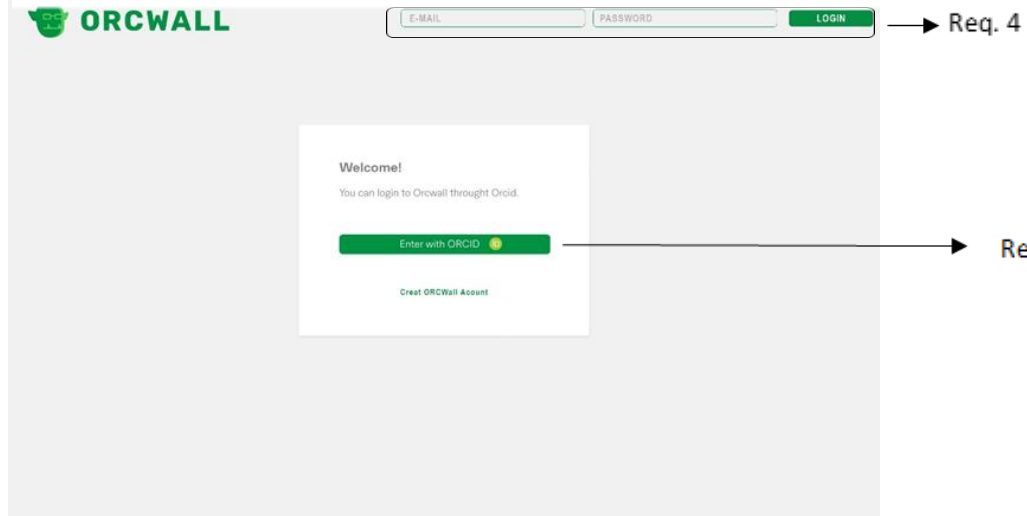 ORCWALL
E-MAIL PASSWORD LOGIN
Req. 4
Welcome!
You can login to Orcwall throught Orcid.
Enter with ORCID iD
Re
Creat ORCWall Acount